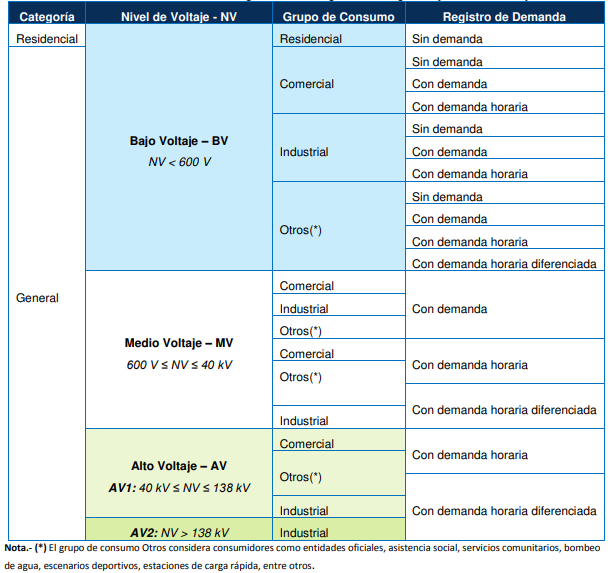 Categoría Nivel de Voltaje - NV Grupo de Consumo Registro de Demanda
Residencial Residencial Sin demanda
General
Bajo Voltaje – BV
NV < 600 V
Comercial
Sin demanda
Con demanda
Con demanda horaria
Industrial
Sin demanda
Con demanda
Con demanda horaria
Otros(*)
Sin demanda
Con demanda
Con demanda horaria
Con demanda horaria diferenciada
Medio Voltaje – MV
600 V ≤ NV ≤ 40 kV
Comercial
Industrial
Otros(*)
Con demanda
Comercial
Otros(*)
Industrial
Con demanda horaria
Con demanda horaria diferenciada
Alto Voltaje – AV
AV1: 40 kV ≤ NV ≤ 138 kV
Comercial
Otros(*)
Industrial
Con demanda horaria
Con demanda horaria diferenciada
AV2: NV > 138 kV Industrial
Nota.- (*) El grupo de consumo Otros considera consumidores como entidades oficiales, asistencia social, servicios comunitarios, bombeo
de agua, escenarios deportivos, estaciones de carga rápida, entre otros.